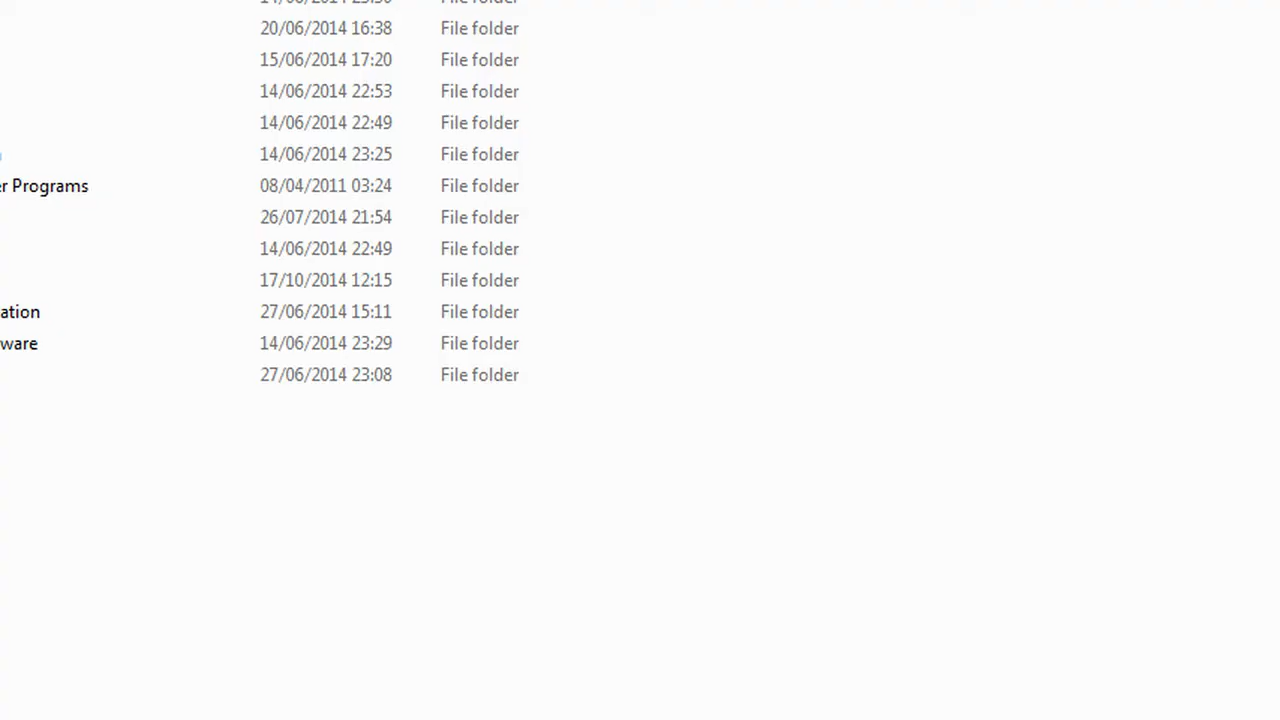 20/06/2014 16:38 File folder
15/06/2014 17:20 File folder
14/06/2014 22:53 File folder
14/06/2014 22:49 File folder
14/06/2014 23:25 File folder
er Programs 08/04/2011 03:24 File folder
26/07/2014 21:54 File folder
14/06/2014 22:49 File folder
17/10/2014 12:15 File folder
ation 27/06/2014 15:11 File folder
ware 14/06/2014 23:29 File folder
27/06/2014 23:08 File folder